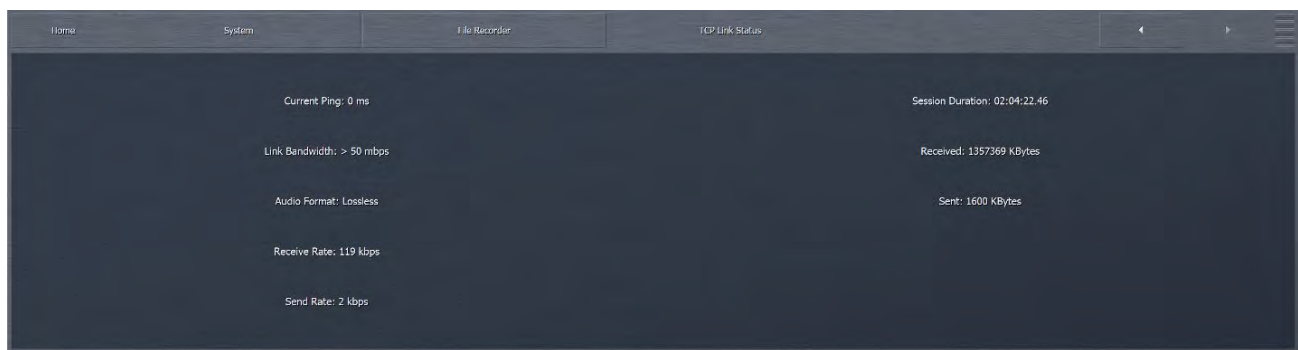 Home
System
File Recorder
TCP Link Status
Current Ping: 0 ms
Link Bandwidth: > 50 mbps
Audio Format: Lossless
Receive Rate: 119 kbps
Send Rate: 2 kbps
Session Duration: 02:04:22.46
Received: 1357369 KBytes
Sent: 1600 KBytes